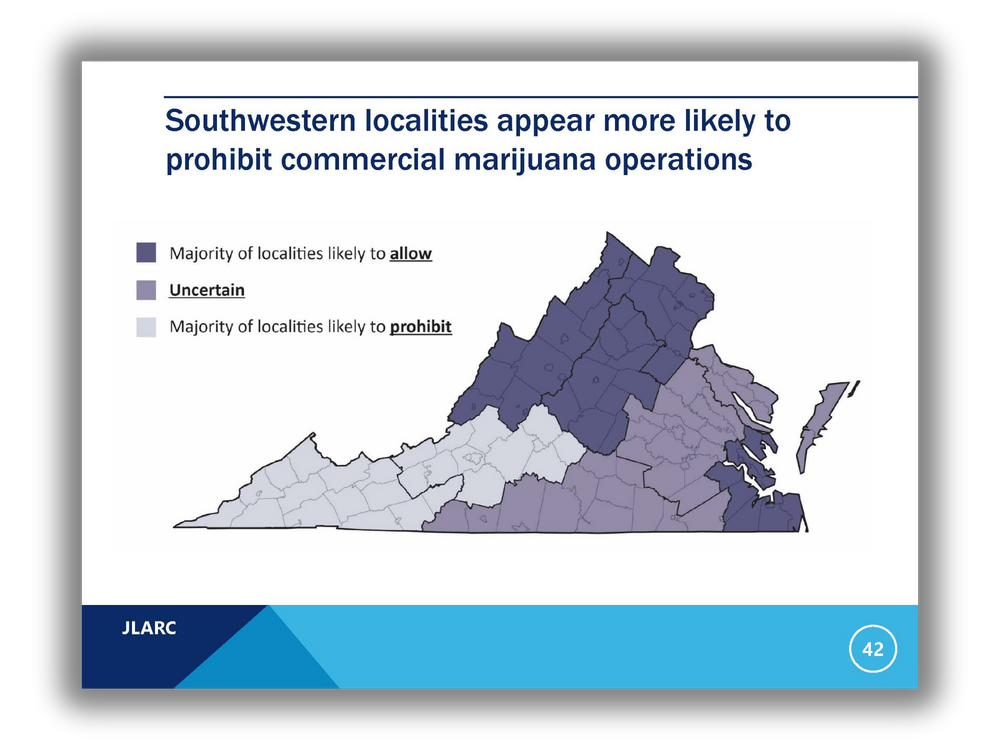 Southwestern localities appear more likely to
prohibit commercial marijuana operations
Majority of localities likely to allow
Uncertain
Majority of localities likely to prohibit
JLARC
42